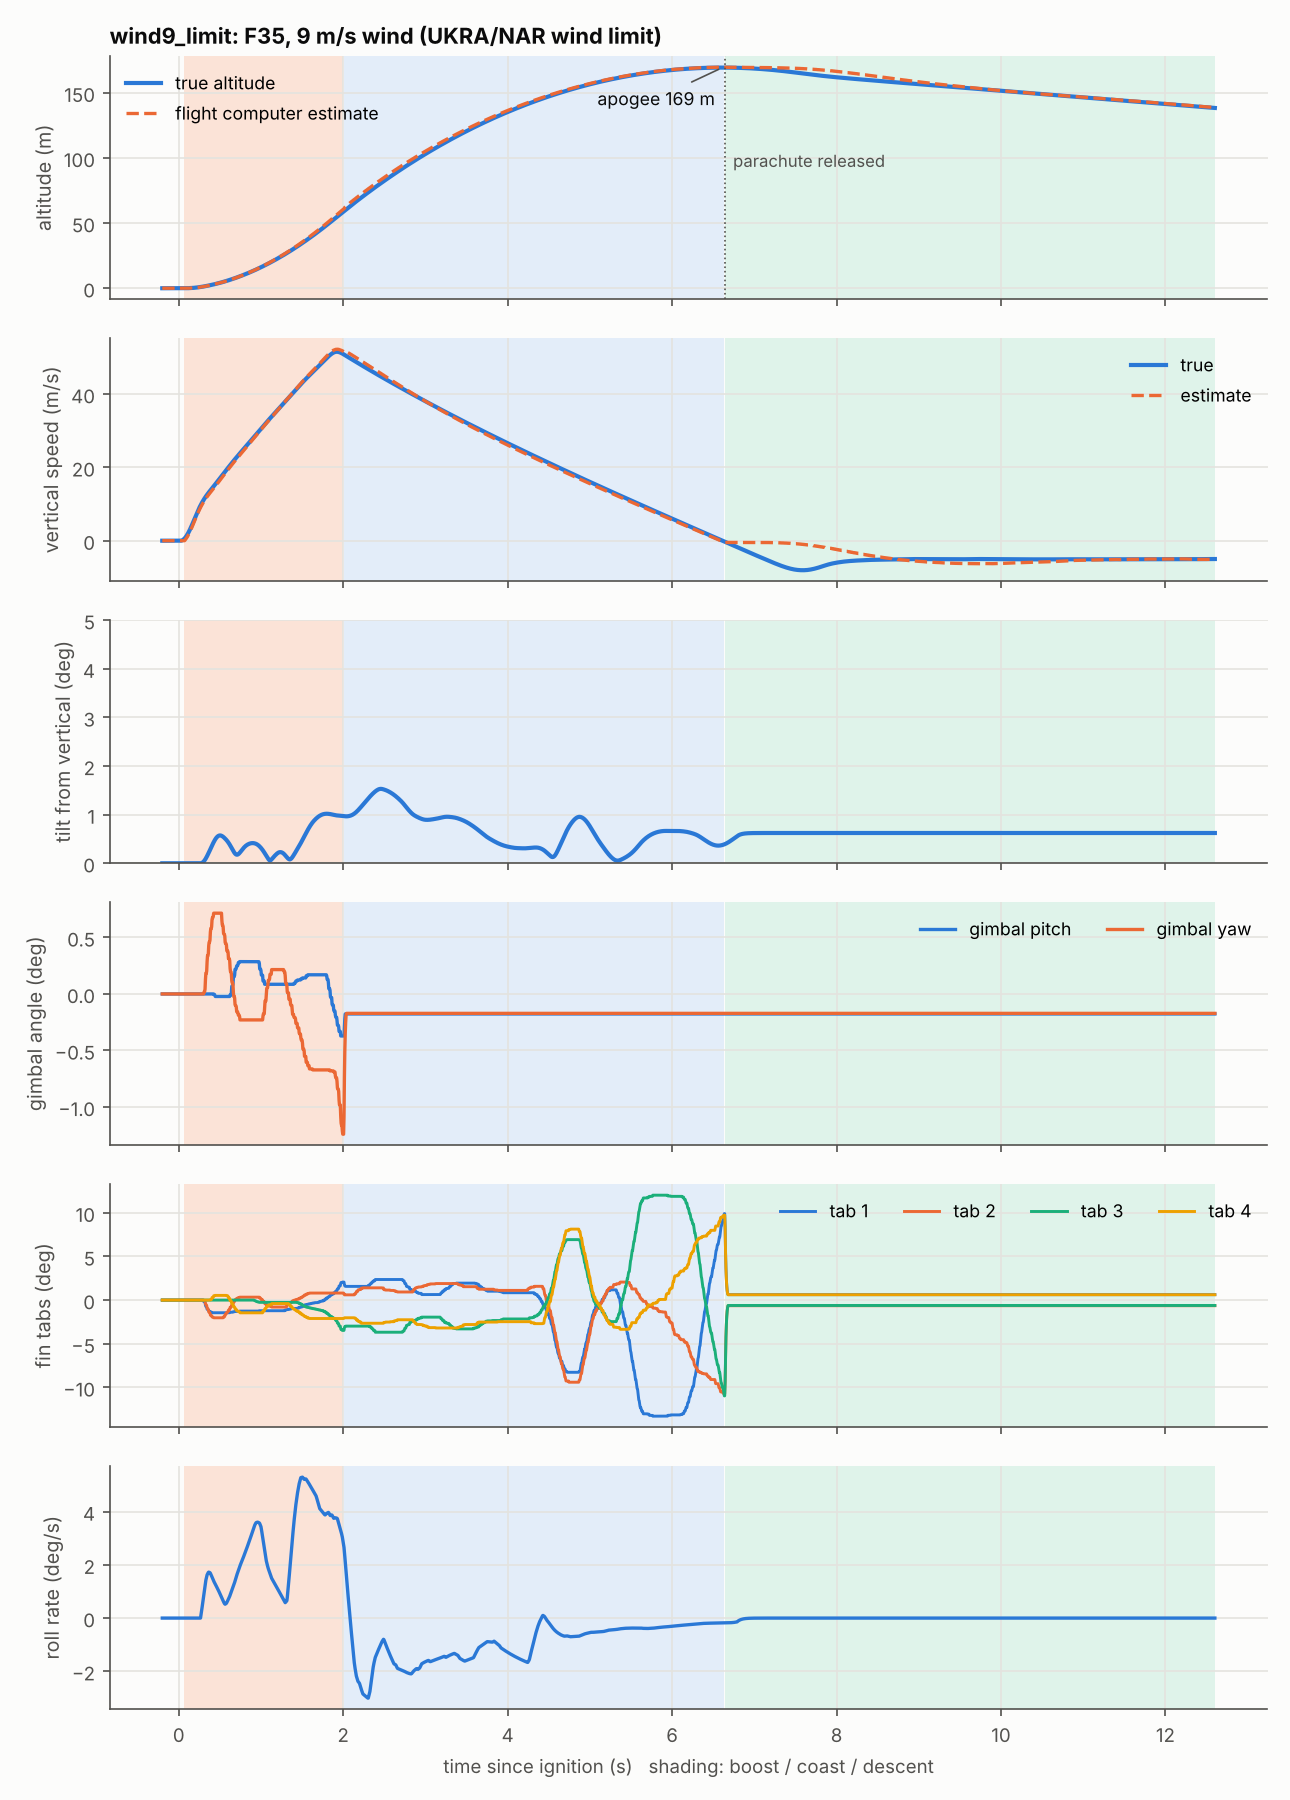 wind9_limit: F35, 9 m/s wind (UKRA/NAR wind limit)
true altitude
flight computer estimate
apogee 169 m
parachute released
altitude (m)
150
100
50
0
true
estimate
vertical speed (m/s)
40
20
0
tilt from vertical (deg)
5
4
3
2
1
0
gimbal pitch
gimbal yaw
gimbal angle (deg)
0.5
0.0
−0.5
−1.0
tab 1
tab 2
tab 3
tab 4
fin tabs (deg)
10
5
0
−5
−10
roll rate (deg/s)
4
2
0
−2
0 2 4 6 8 10 12
time since ignition (s)   shading: boost / coast / descent